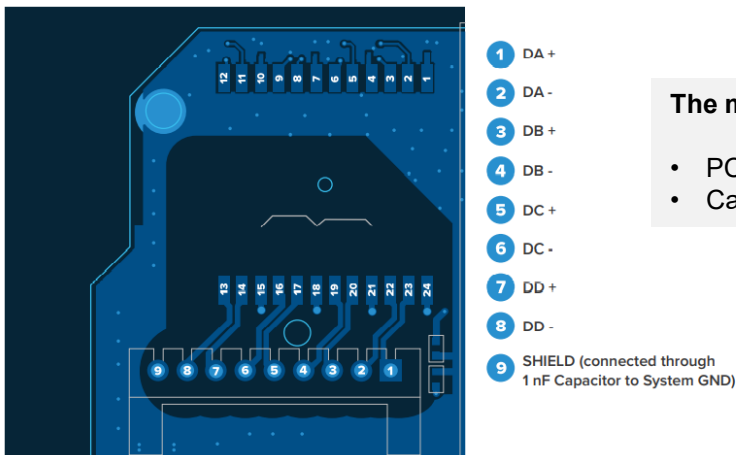 12 11 10 9 8 7 6 5 4 3 2 1
13 14 15 16 17 18 19 20 21 22 23 24
9 8 7 6 5 4 3 2 1
1 DA +
2 DA -
3 DB +
4 DB -
5 DC +
6 DC -
7 DD +
8 DD -
9 SHIELD (connected through
1 nF Capacitor to System GND)
The m
• PC
• Ca